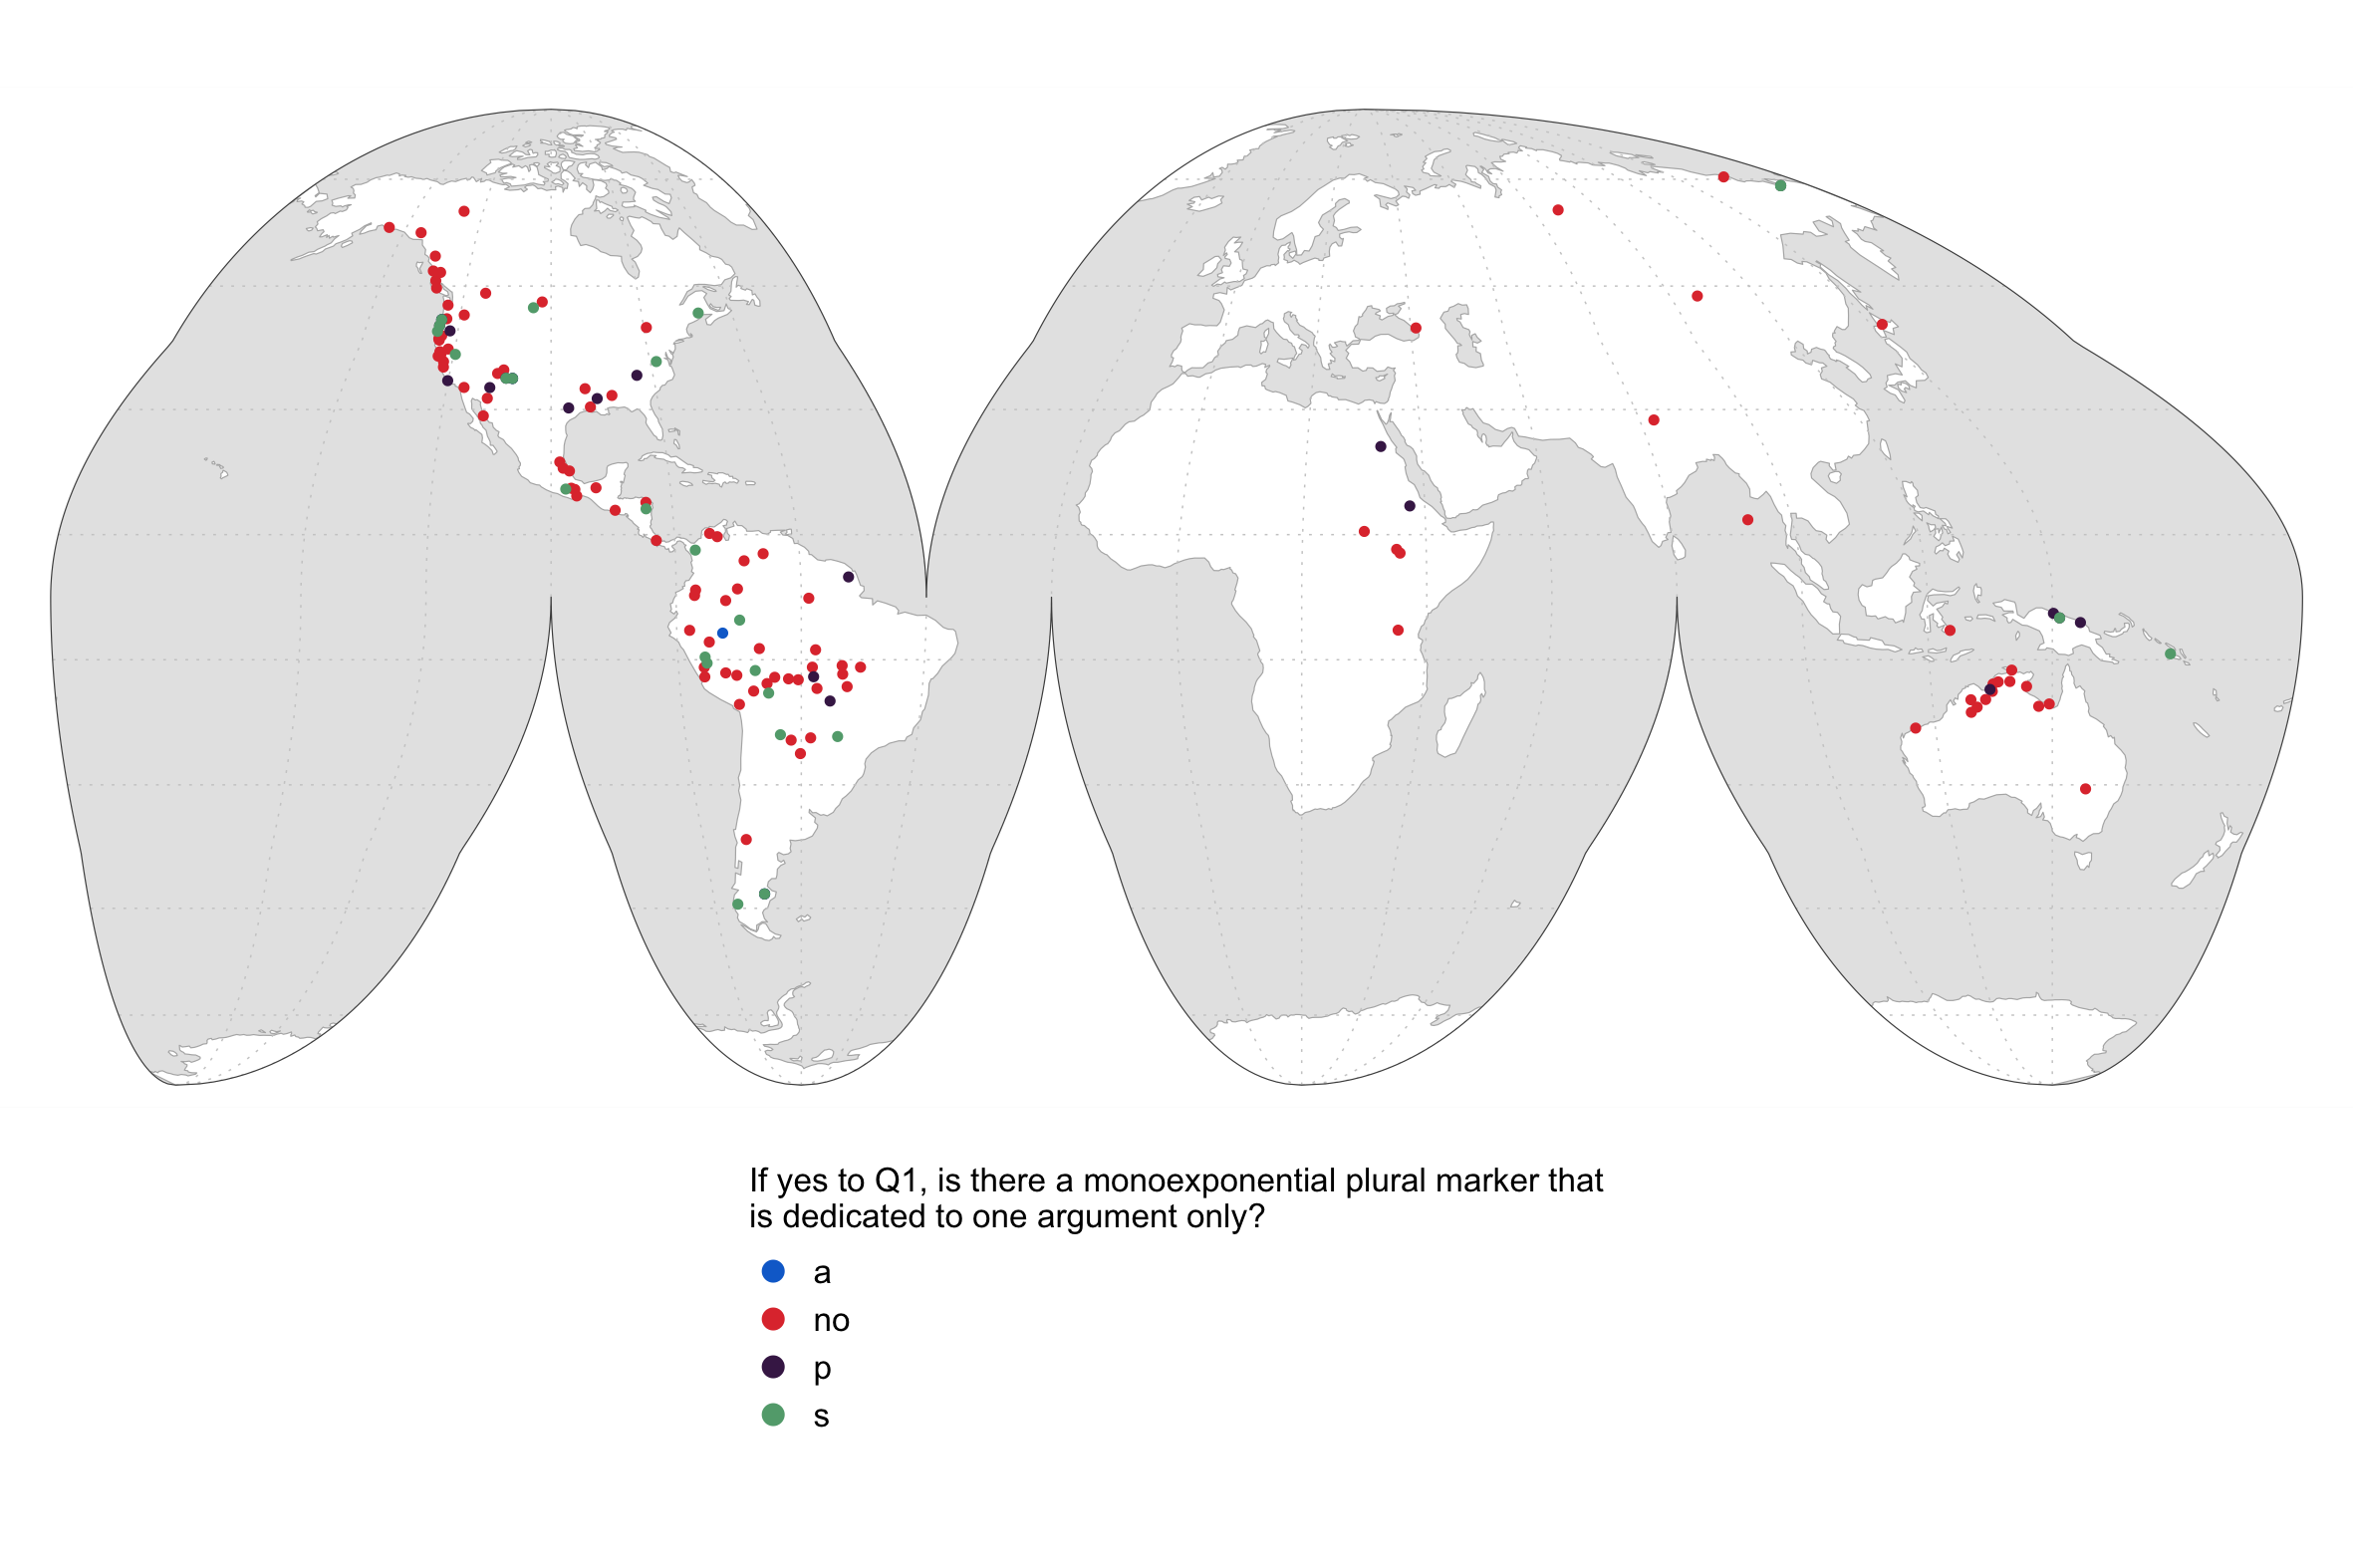 If yes to Q1, is there a monoexponential plural marker that
is dedicated to one argument only?
a
no
p
s